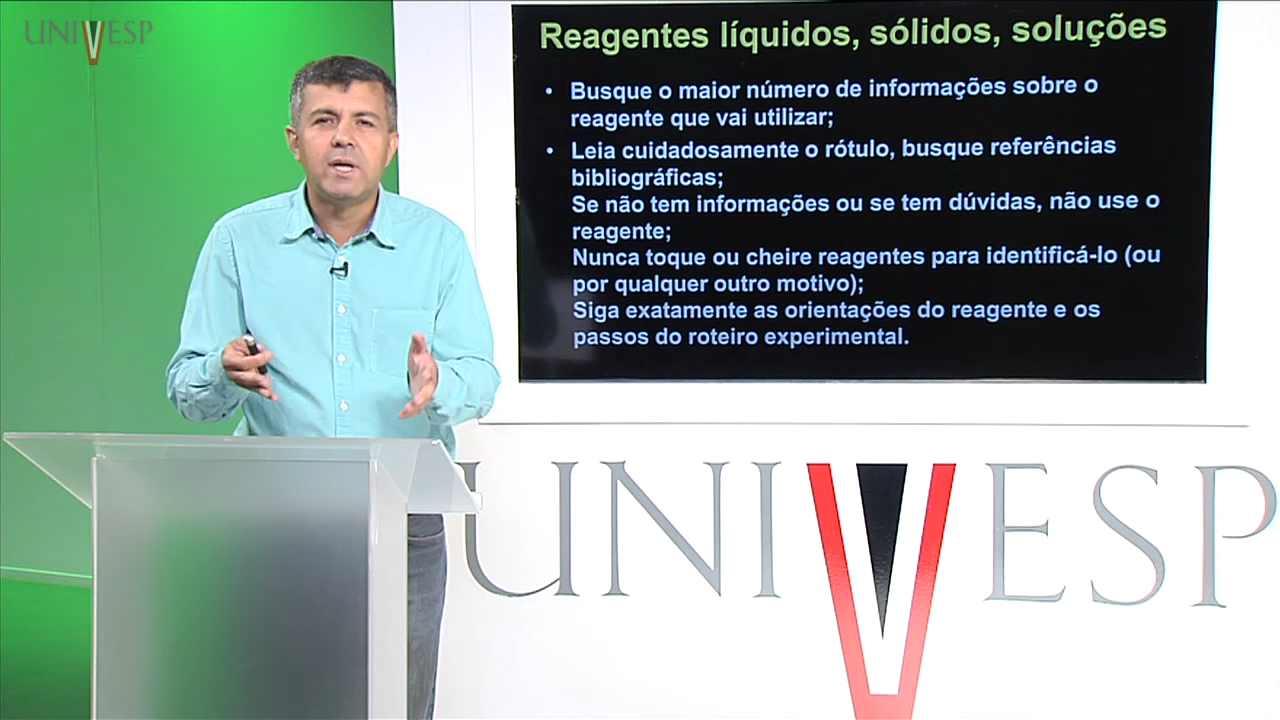 UNIVESP
Reagentes líquidos, sólidos, soluções
• Busque o maior número de informações sobre o
reagente que vai utilizar;
• Leia cuidadosamente o rótulo, busque referências
bibliográficas;
Se não tem informações ou se tem dúvidas, não use o
reagente;
Nunca toque ou cheire reagentes para identificá-lo (ou
por qualquer outro motivo);
Siga exatamente as orientações do reagente e os
passos do roteiro experimental.
UNIVESP